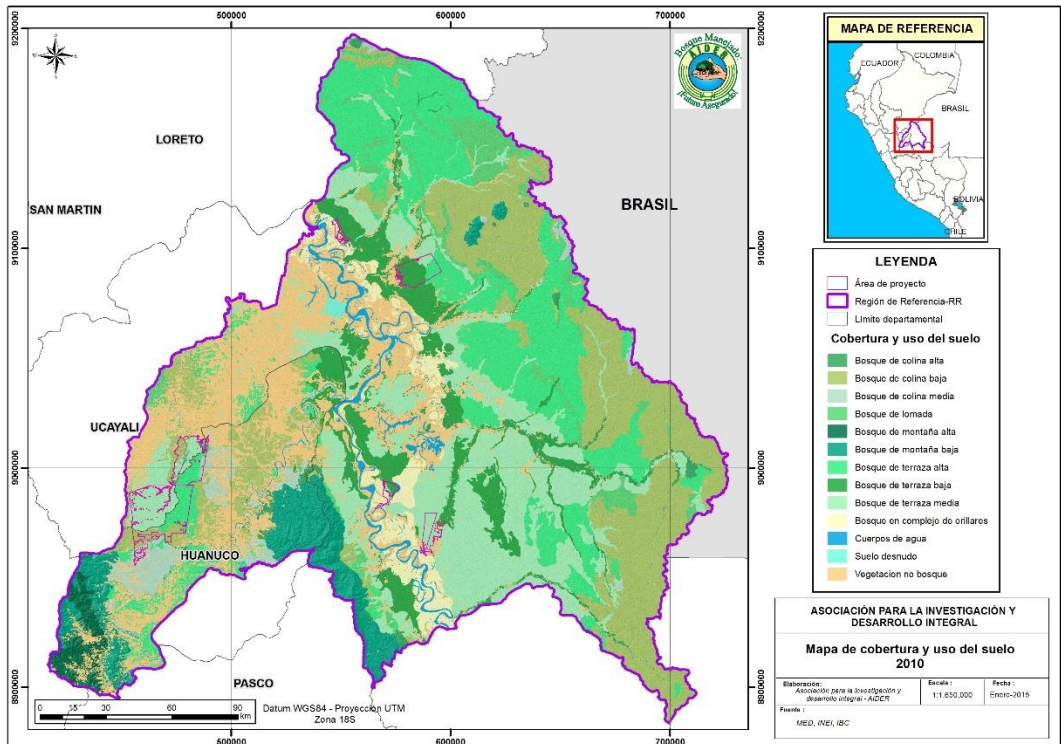 500000
600000
700000
9200000
9100000
9000000
8900000
9200000
9100000
9000000
8900000
Bosque Manejado:
AIDER
¡Futuro Asegurado!
LORETO
SAN MARTIN
BRASIL
UCAYALI
HUANUCO
PASCO
0 15 30 60 90
km
Datum WGS84 - Proyección UTM
Zona 18S
500000
600000
700000
MAPA DE REFERENCIA
COLOMBIA
ECUADOR
BRASIL
BOLIVIA
CHILE
LEYENDA
Área de proyecto
Región de Referencia-RR
Límite departamental
Cobertura y uso del suelo
Bosque de colina alta
Bosque de colina baja
Bosque de colina media
Bosque de lomada
Bosque de montaña alta
Bosque de montaña baja
Bosque de terraza alta
Bosque de terraza baja
Bosque de terraza media
Bosque en complejo de orillares
Cuerpos de agua
Suelo desnudo
Vegetacion no bosque
ASOCIACIÓN PARA LA INVESTIGACIÓN Y
DESARROLLO INTEGRAL
Mapa de cobertura y uso del suelo
2010
Elaboración:
Asociación para la investigación y
desarrollo integral - AIDER
Escala :
1:1.650.000
Fecha :
Enero-2015
Fuente :
MED, INEI, IBC